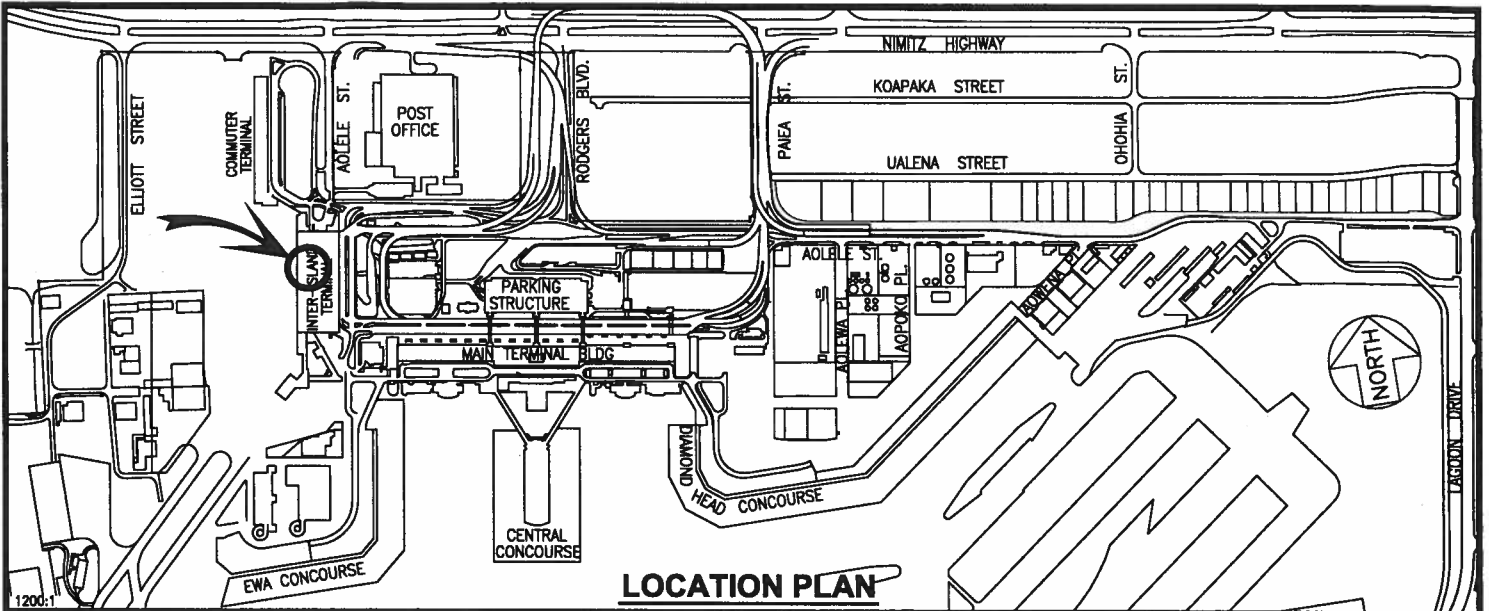 NIMITZ HIGHWAY
KOAPAKA STREET
OHOHIA ST.
UALENA STREET
PAIEA ST.
RODGERS BLVD.
POST
OFFICE
AOLELE ST.
COMMUTER
TERMINAL
ELLIOTT STREET
INTER-ISLAND
TERMINAL
PARKING
STRUCTURE
MAIN TERMINAL BLDG
AOLELE ST.
AOLEWA PL.
AOPOKO PL.
AOWENA PL.
NORTH
LAGOON DRIVE
DIAMOND
HEAD CONCOURSE
CENTRAL
CONCOURSE
EWA CONCOURSE
LOCATION PLAN
1200:1